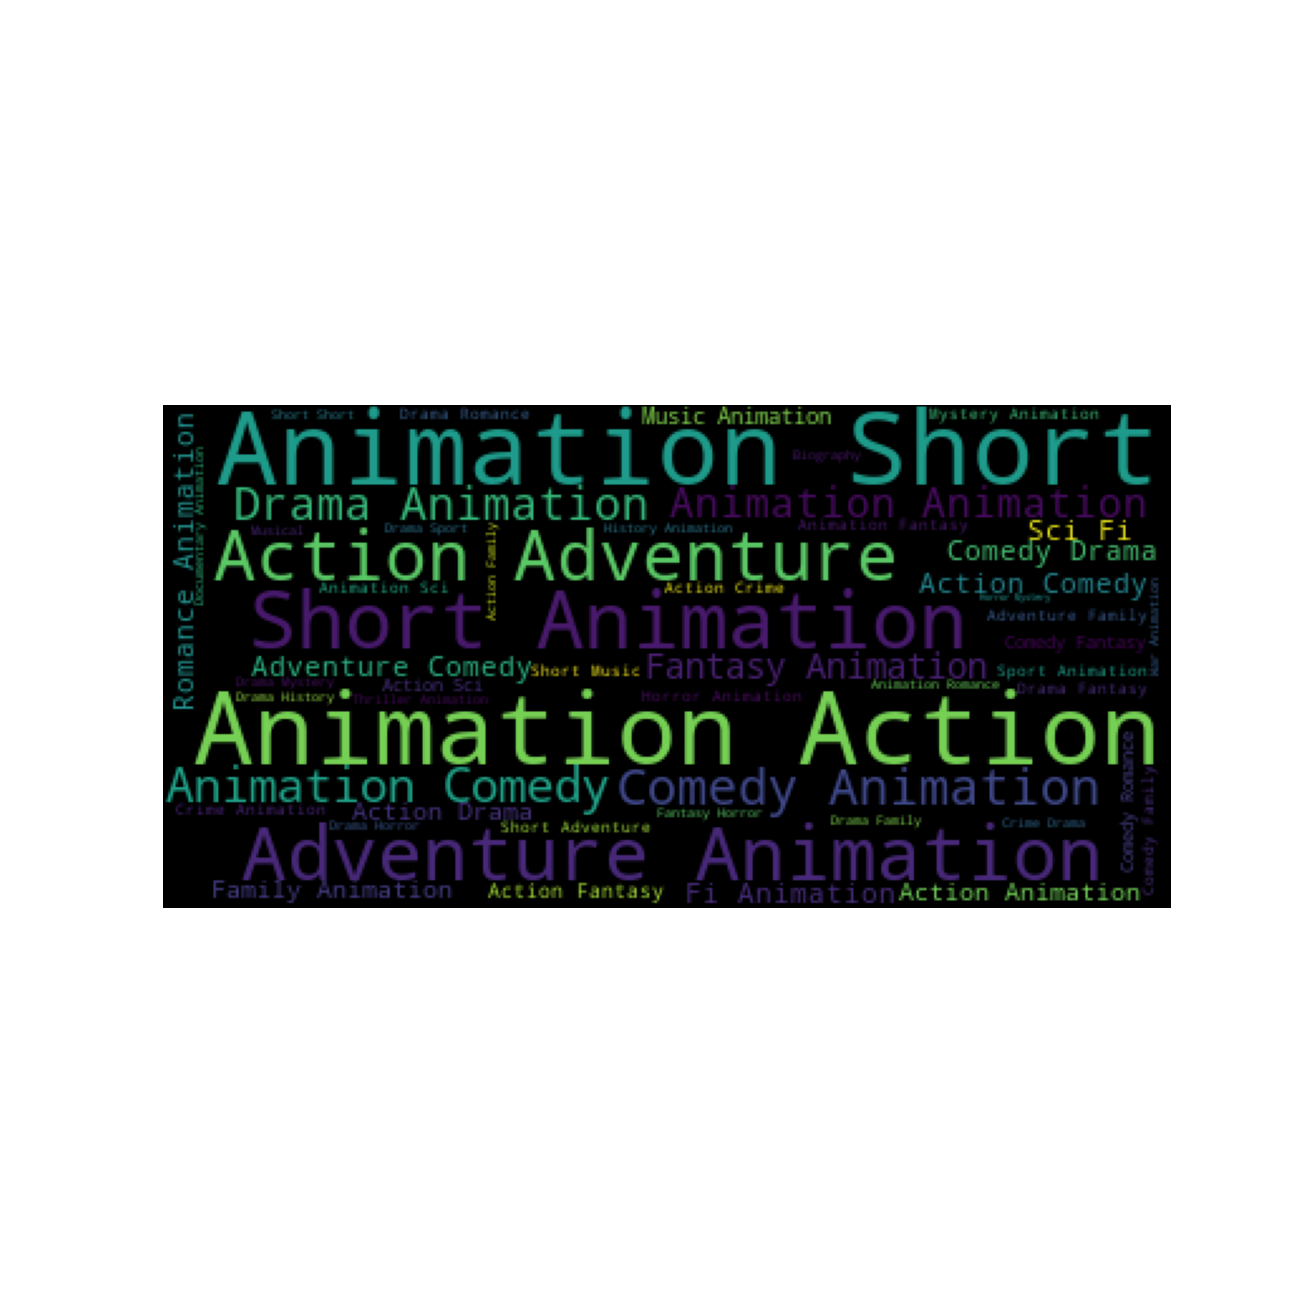 Short Short
Drama Romance
Music Animation
Mystery Animation
Animation Short
Biography
Romance Animation
Documentary Animation
Drama Animation
Animation Animation
Musical
Drama Sport
Action Family
History Animation
Animation Fantasy
Sci Fi
Action Adventure
Comedy Drama
Animation Sci
Action Crime
Action Comedy
Horror Mystery
Short Animation
Adventure Family
War Animation
Comedy Fantasy
Adventure Comedy
Short Music
Fantasy Animation
Sport Animation
Drama Mystery
Action Sci
Animation Romance
Drama Fantasy
Drama History
Thriller Animation
Horror Animation
Animation Action
Comedy Romance
Animation Comedy
Comedy Animation
Comedy Family
Crime Animation
Action Drama
Fantasy Horror
Drama Family
Crime Drama
Drama Horror
Short Adventure
Adventure Animation
Family Animation
Action Fantasy
Fi Animation
Action Animation